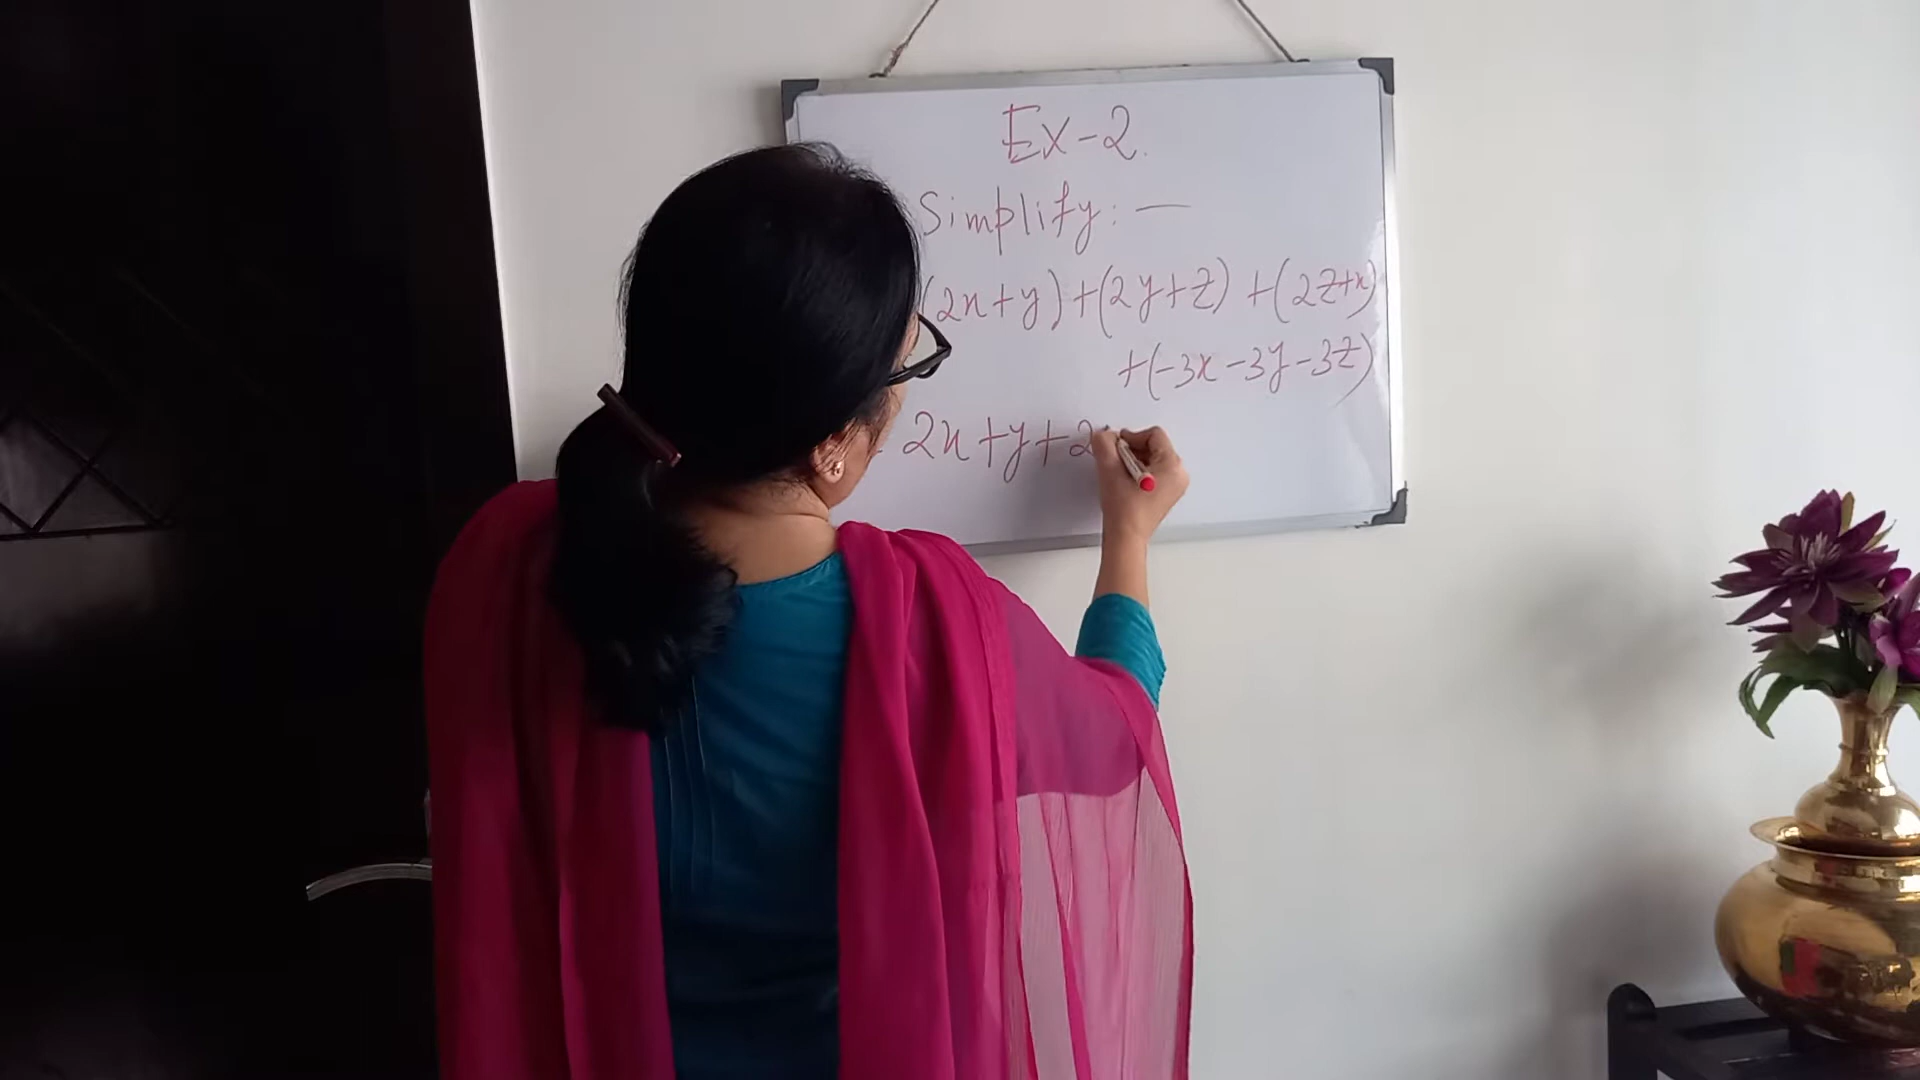 Ex-2.
Simplify: —
(2x+y)+(2y+z)+(2z+x)
+(-3x-3y-3z)
2x+y+2